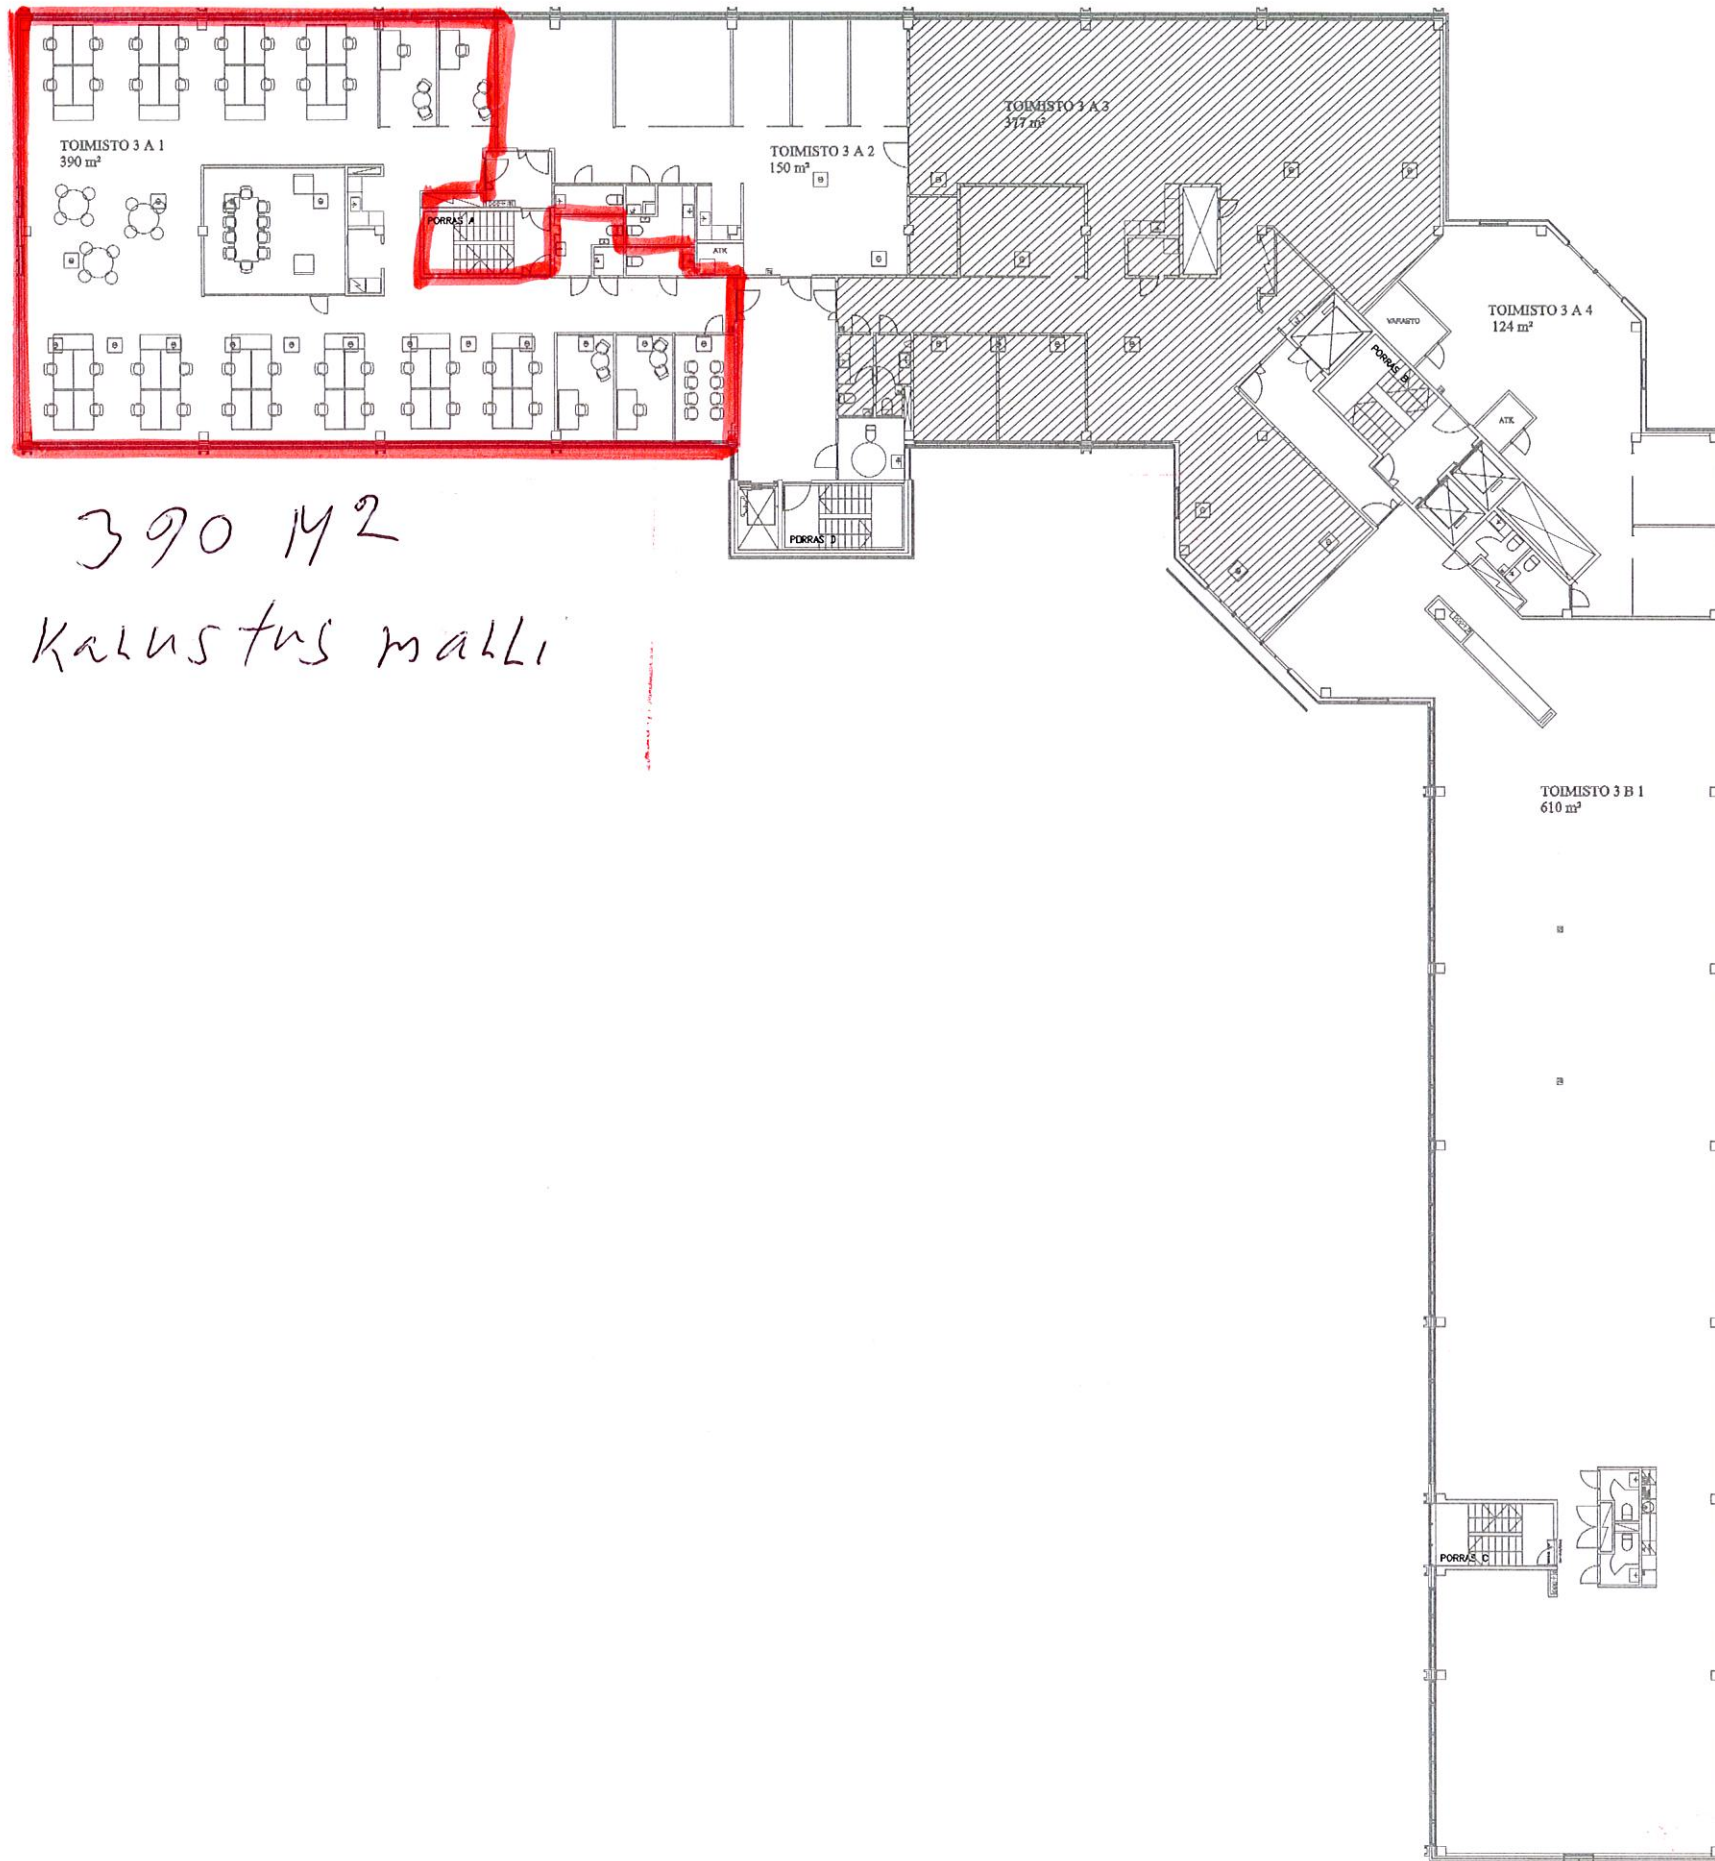 TOIMISTO 3 A 1
390 m²
TOIMISTO 3 A 2
150 m²
TOIMISTO 3 A 3
377 m²
TOIMISTO 3 A 4
124 m²
PORRAS A
ATK
VARASTO
PORRAS B
ATK
PORRAS D
390 M2
Kalustus malli
TOIMISTO 3 B 1
610 m²
PORRAS C